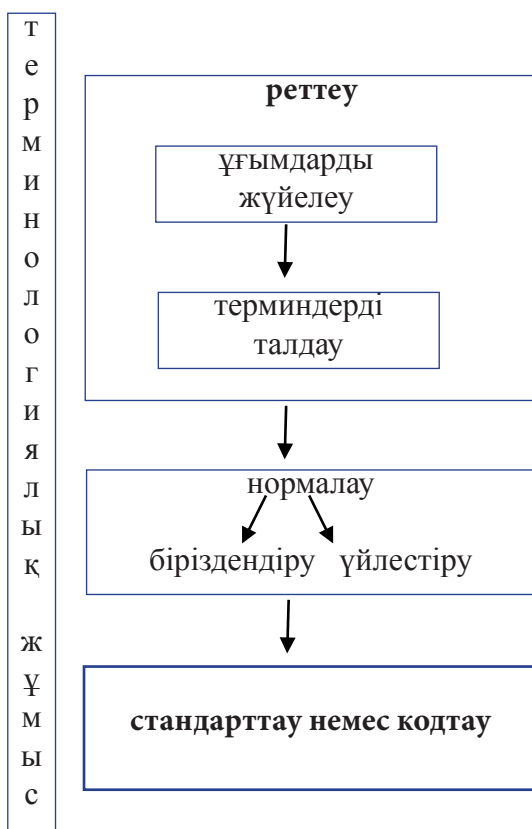 терминологиялық жұмыс
реттеу
ұғымдарды
жүйелеу
терминдерді
талдау
нормалау
біріздендіру үйлестіру
стандарттау немес кодтау